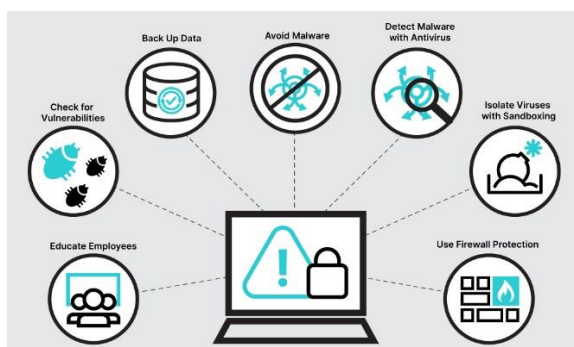 Back Up Data
Avoid Malware
Detect Malware
with Antivirus
Check for
Vulnerabilities
Isolate Viruses
with Sandboxing
Educate Employees
Use Firewall Protection